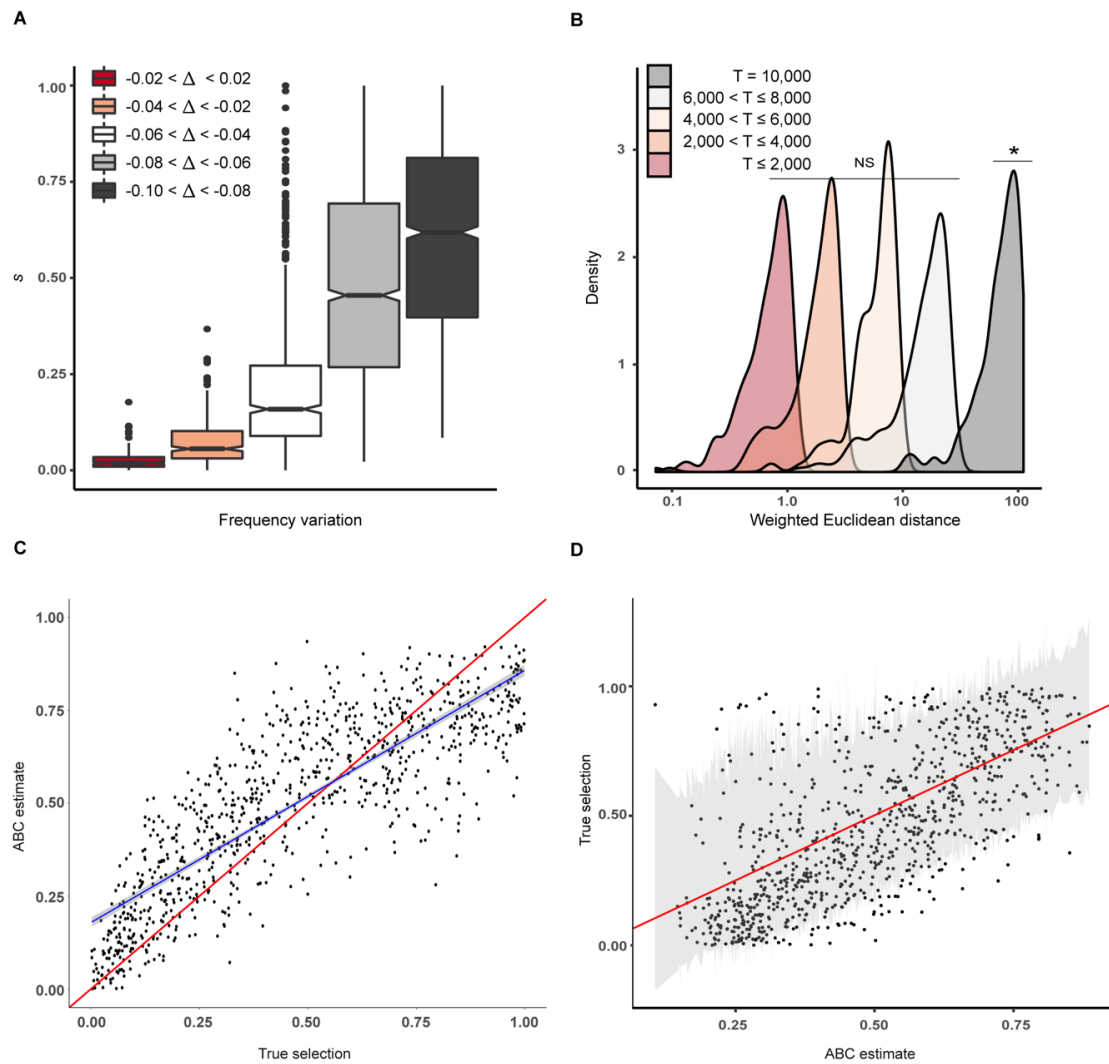 A
-0.02 < Δ < 0.02
-0.04 < Δ < -0.02
-0.06 < Δ < -0.04
-0.08 < Δ < -0.06
-0.10 < Δ < -0.08
1.00
0.75
0.50
0.25
0.00
s
Frequency variation
B
T = 10,000
6,000 < T ≤ 8,000
4,000 < T ≤ 6,000
2,000 < T ≤ 4,000
T ≤ 2,000
NS
*
3
2
1
0
Density
0.1 1.0 10 100
Weighted Euclidean distance
C
1.00
0.75
0.50
0.25
0.00
ABC estimate
0.00 0.25 0.50 0.75 1.00
True selection
D
1.00
0.50
0.00
True selection
0.25 0.50 0.75
ABC estimate